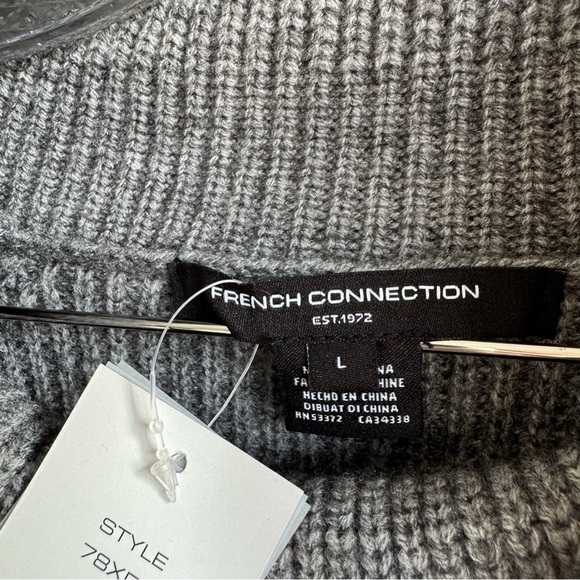 FRENCH CONNECTION
EST.1972
L
HECHO EN CHINA
DIBUAT DI CHINA
RN53372 CA34338
STYLE